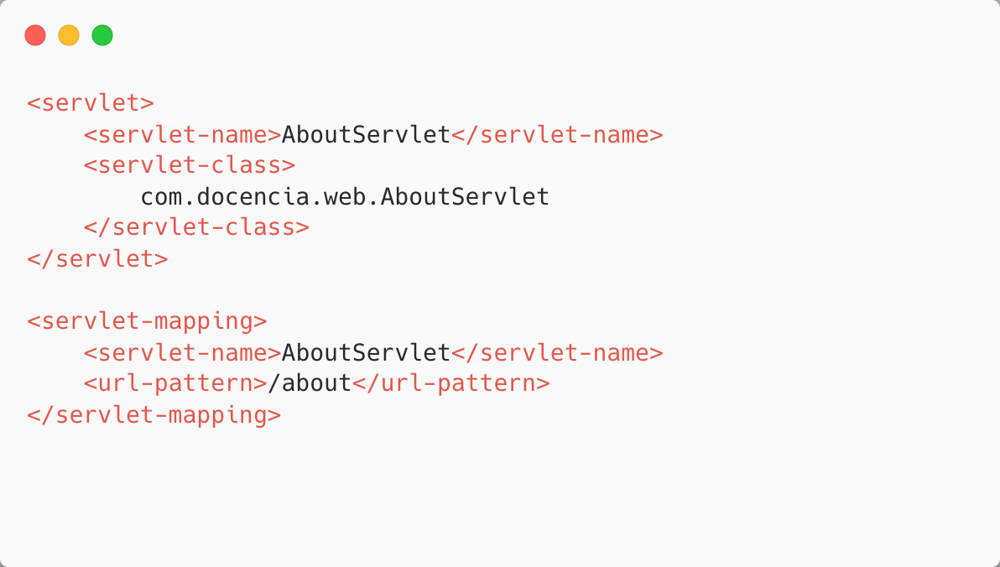 <servlet>
    <servlet-name>AboutServlet</servlet-name>
    <servlet-class>
        com.docencia.web.AboutServlet
    </servlet-class>
</servlet>

<servlet-mapping>
    <servlet-name>AboutServlet</servlet-name>
    <url-pattern>/about</url-pattern>
</servlet-mapping>